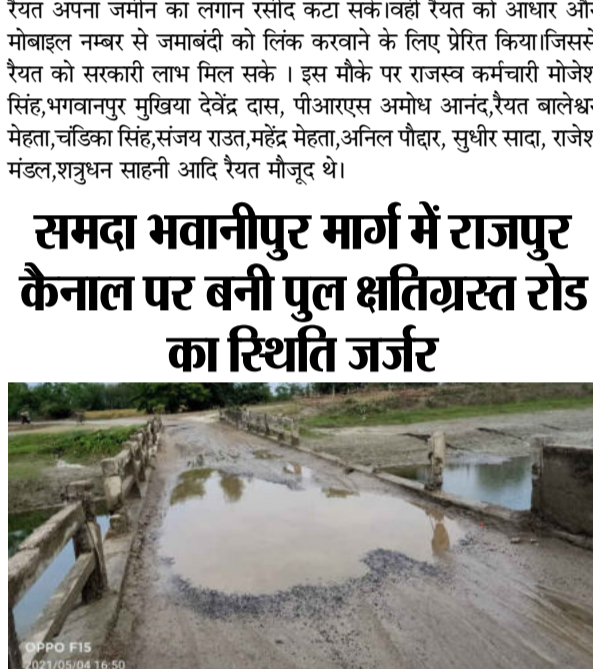 रैयत अपना जमीन का लगान रसीद कटा सके।वही रैयत को आधार और
मोबाइल नम्बर से जमाबंदी को लिंक करवाने के लिए प्रेरित किया।जिससे
रैयत को सरकारी लाभ मिल सके । इस मौके पर राजस्व कर्मचारी मोजेश
सिंह,भगवानपुर मुखिया देवेंद्र दास, पीआरएस अमोध आनंद,रैयत बालेश्वर
मेहता,चंडिका सिंह,संजय राउत,महेंद्र मेहता,अनिल पौद्दार, सुधीर सादा, राजेश
मंडल,शत्रुधन साहनी आदि रैयत मौजूद थे।
समदा भवानीपुर मार्ग में राजपुर
कैनाल पर बनी पुल क्षतिग्रस्त रोड
का स्थिति जर्जर
OPPO F15
2021/05/04 16:50